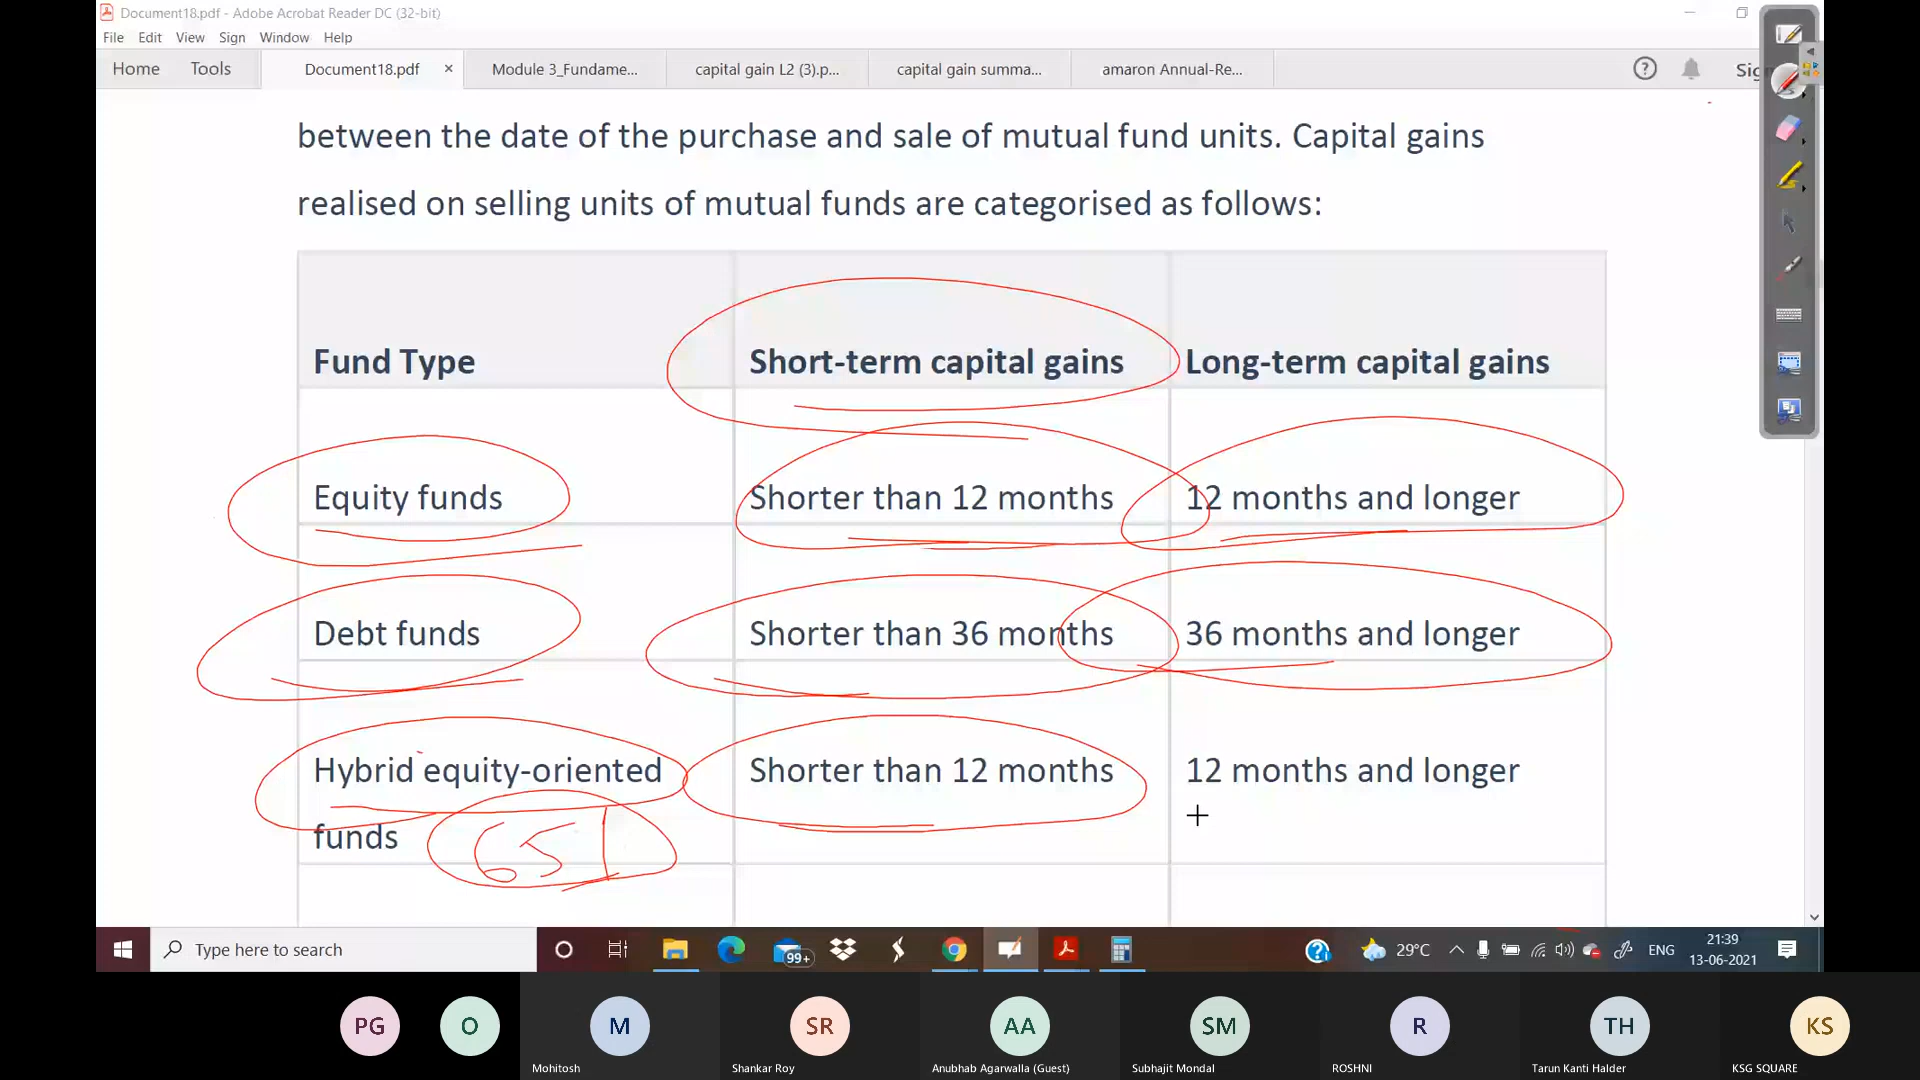 Document18.pdf - Adobe Acrobat Reader DC (32-bit)
File Edit View Sign Window Help
Home Tools Document18.pdf × Module 3_Fundame... capital gain L2 (3).p... capital gain summa... amaron Annual-Re...
between the date of the purchase and sale of mutual fund units. Capital gains
realised on selling units of mutual funds are categorised as follows:
Fund Type Short-term capital gains Long-term capital gains
Equity funds Shorter than 12 months 12 months and longer
Debt funds Shorter than 36 months 36 months and longer
Hybrid equity-oriented Shorter than 12 months 12 months and longer
funds 651
Type here to search 99+ 29°C ENG 21:39
13-06-2021
PG O M SR AA SM R TH KS
Mohitosh Shankar Roy Anubhab Agarwalla (Guest) Subhajit Mondal ROSHNI Tarun Kanti Halder KSG SQUARE